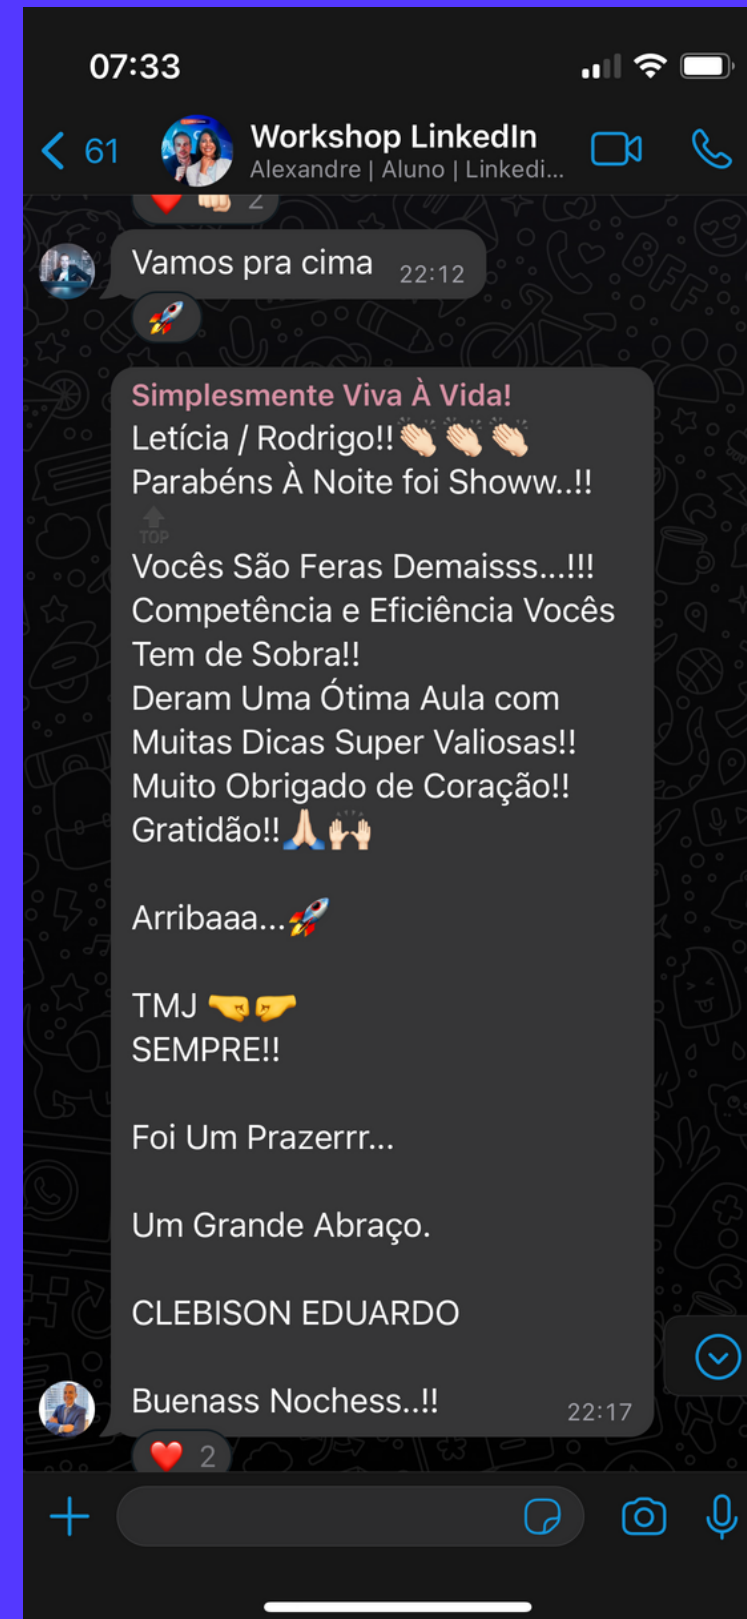 07:33
61
Workshop LinkedIn
Alexandre | Aluno | Linkedi...
2
Vamos pra cima 22:12
🚀
Simplesmente Viva À Vida!
Letícia / Rodrigo!!👏🏻👏🏻👏🏻
Parabéns À Noite foi Showw..!!
TOP
Vocês São Feras Demaisss...!!!
Competência e Eficiência Vocês
Tem de Sobra!!
Deram Uma Ótima Aula com
Muitas Dicas Super Valiosas!!
Muito Obrigado de Coração!!
Gratidão!!🙏🏻🙌🏻
Arribaaa...🚀
TMJ 🤜🤛
SEMPRE!!
Foi Um Prazerrr...
Um Grande Abraço.
CLEBISON EDUARDO
Buenass Nochess..!! 22:17
❤️ 2